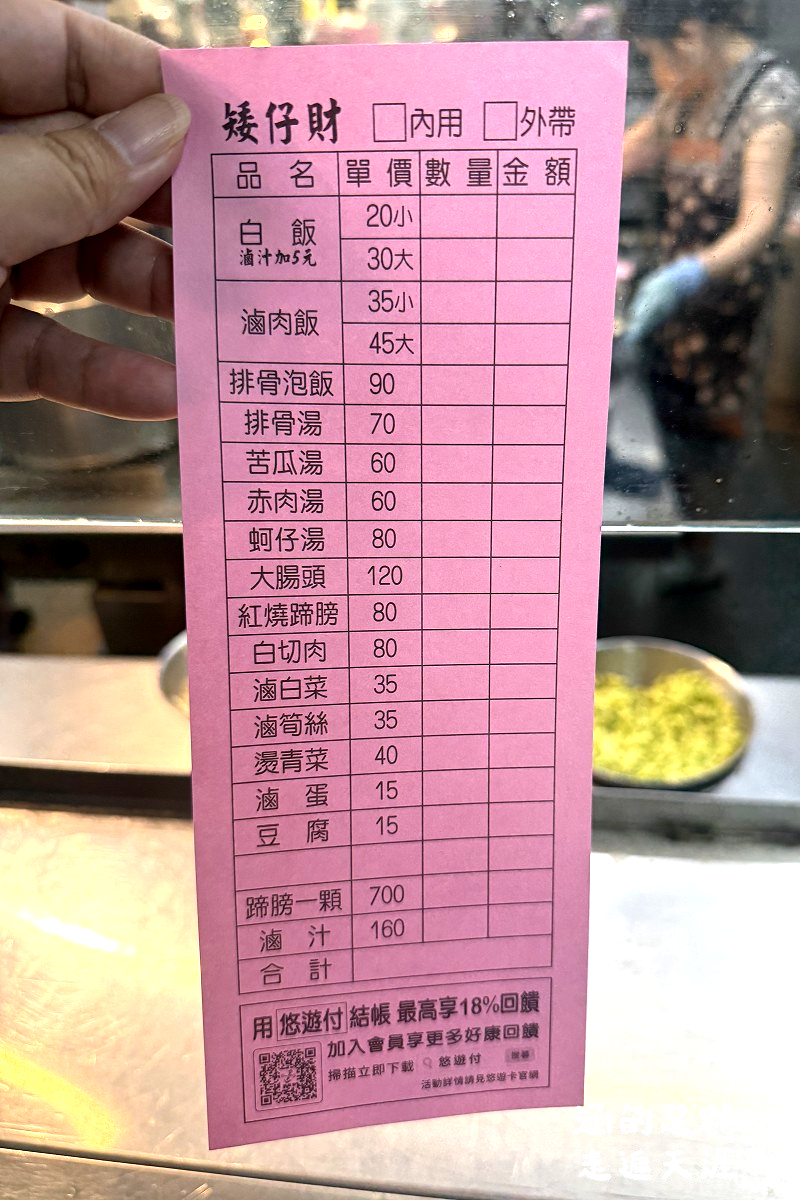 矮仔財 □內用 □外帶
品 名 單 價 數 量 金 額
白 飯 20小
滷汁加5元 30大
滷肉飯 35小
45大
排骨泡飯 90
排骨湯 70
苦瓜湯 60
赤肉湯 60
蚵仔湯 80
大腸頭 120
紅燒蹄膀 80
白切肉 80
滷白菜 35
滷筍絲 35
燙青菜 40
滷 蛋 15
豆 腐 15
蹄膀一顆 700
滷 汁 160
合 計
用 悠遊付 結帳 最高享18%回饋
加入會員享更多好康回饋
掃描立即下載 悠遊付 搜尋
活動詳情請見悠遊卡官網